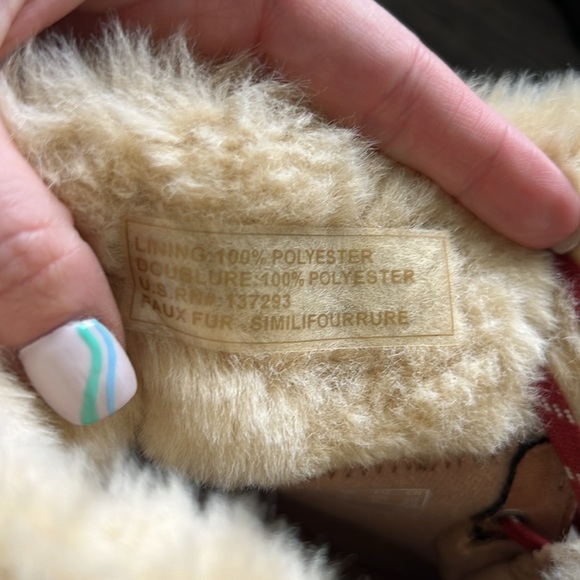 LINING:100% POLYESTER
DOUBLURE:100% POLYESTER
U.S.RN#:137293
FAUX FUR - SIMILIFOURRURE